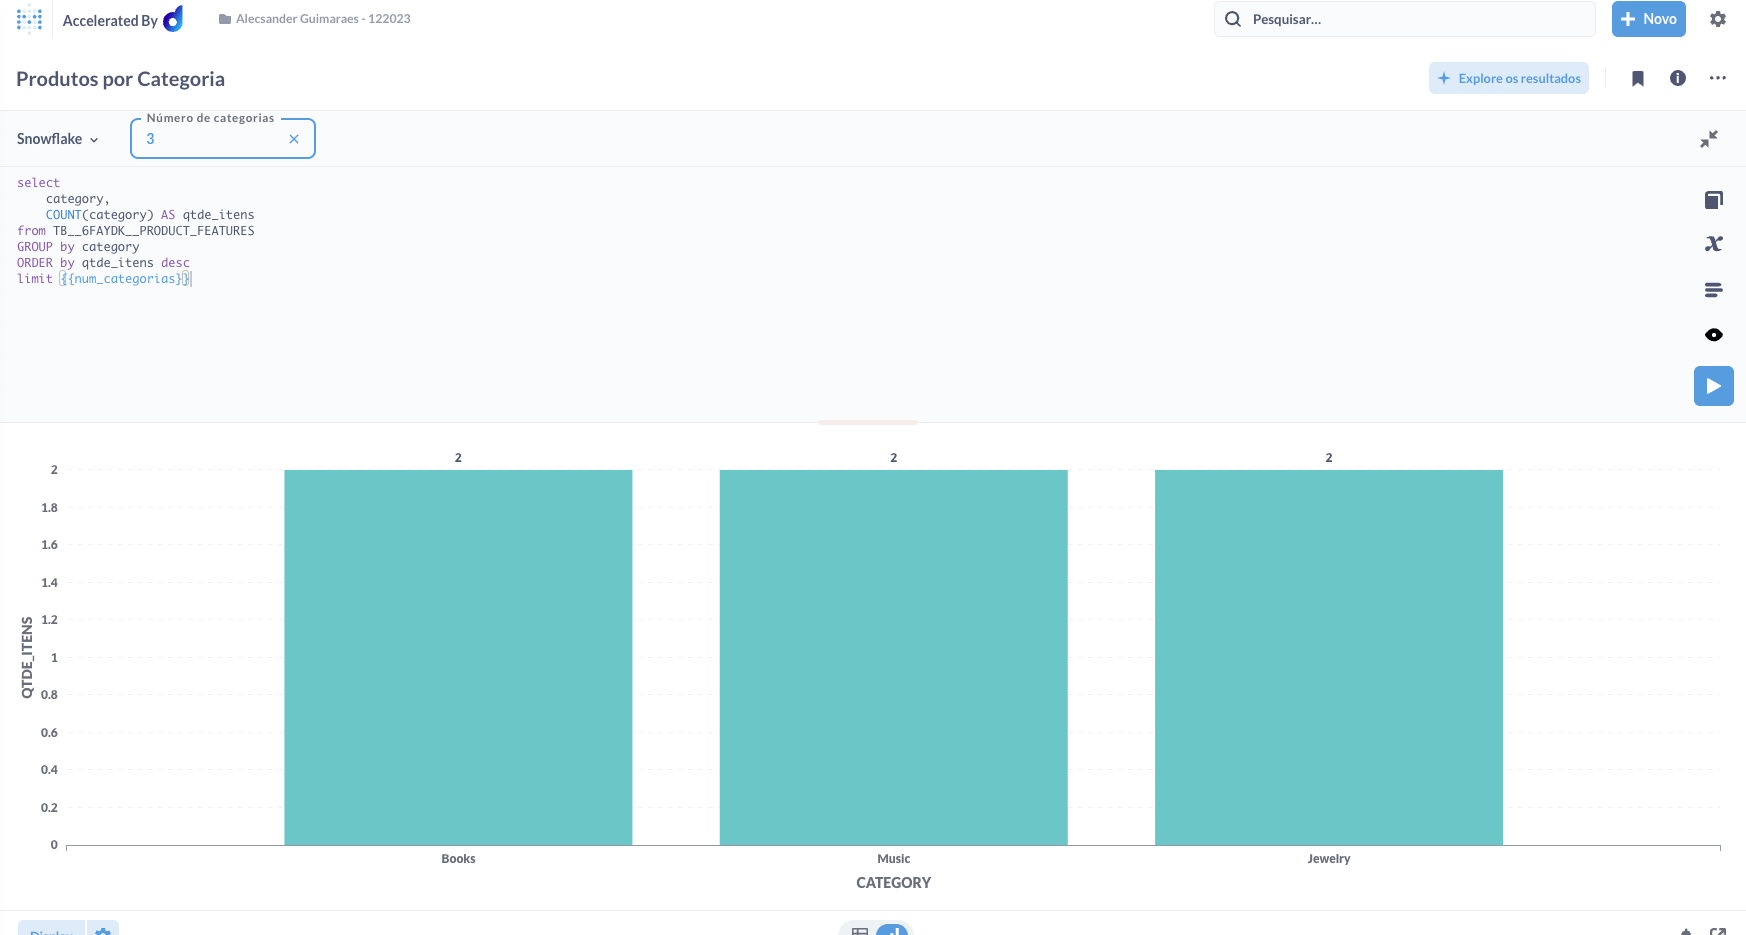 Accelerated By
Alecsander Guimaraes - 122023
Pesquisar...
Novo
Produtos por Categoria
Explore os resultados
Snowflake
Número de categorias
3
select
category,
COUNT(category) AS qtde_itens
from TB__6FAYDK__PRODUCT_FEATURES
GROUP by category
ORDER by qtde_itens desc
limit {{num_categorias}}
2 2 2
2
1.8
1.6
1.4
1.2
1
0.8
0.6
0.4
0.2
0
QTDE_ITENS
Books Music Jewelry
CATEGORY